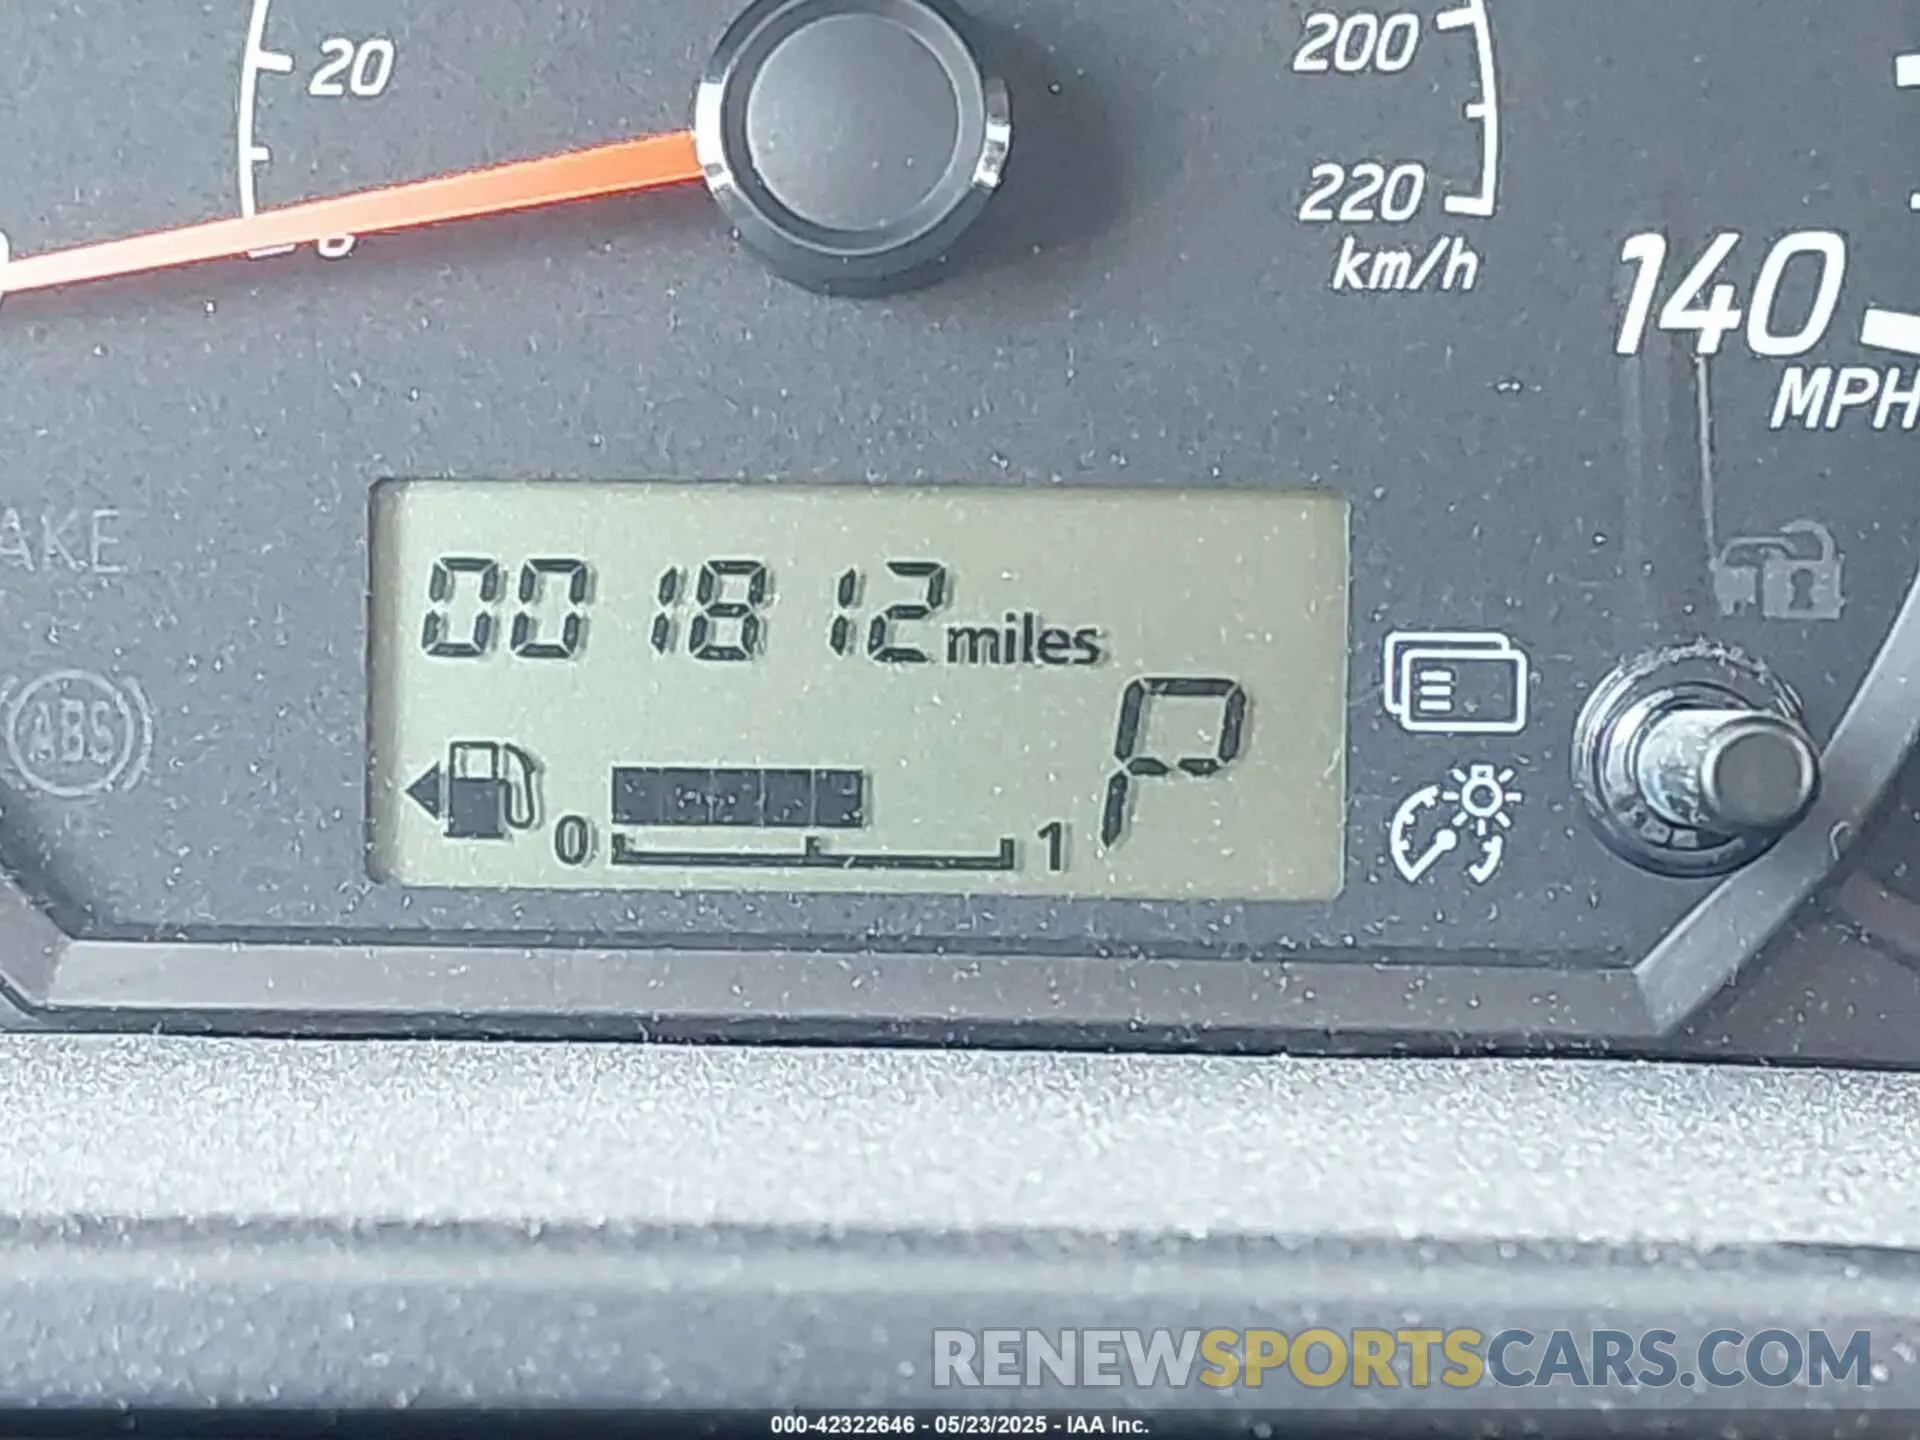 20
0
200
220
km/h
140
MPH
AKE
ABS
001812 miles
P
0 1
RENEWSPORTSCARS.COM
000-42322646 - 05/23/2025 - IAA Inc.